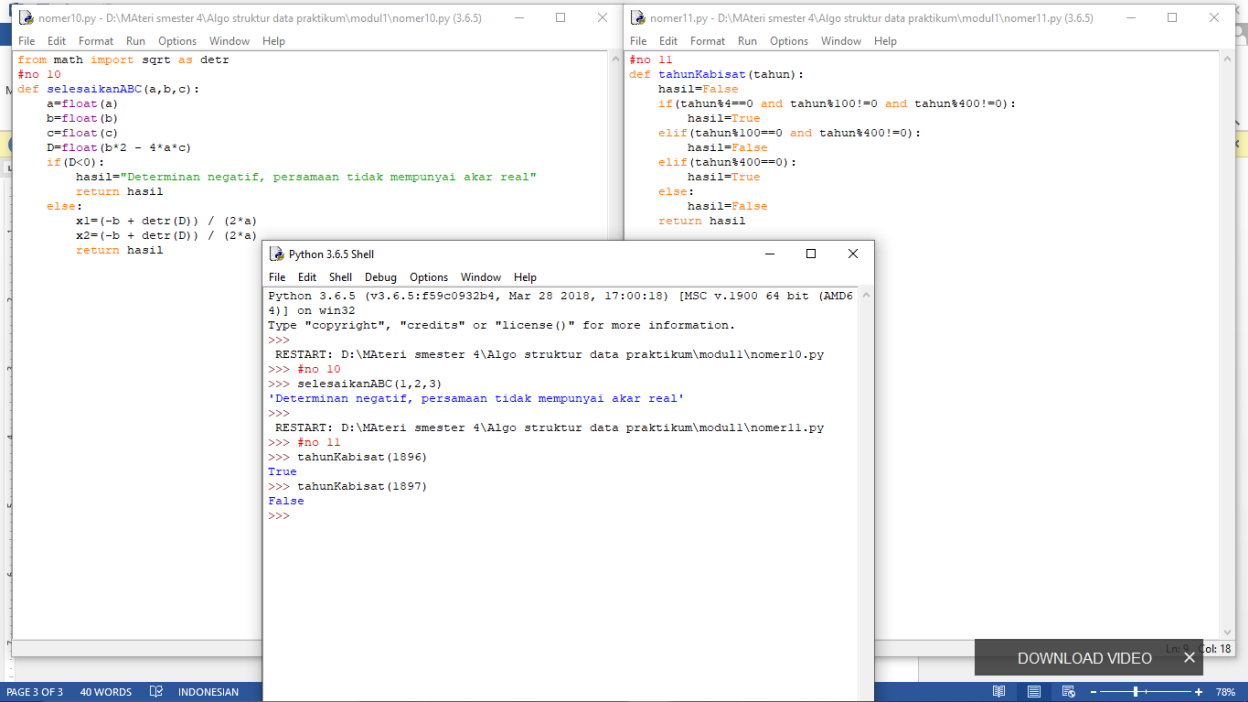 nomer10.py - D:\MAteri smester 4\Algo struktur data praktikum\modul1\nomer10.py (3.6.5)
File Edit Format Run Options Window Help
from math import sqrt as detr
#no 10
def selesaikanABC(a,b,c):
    a=float(a)
    b=float(b)
    c=float(c)
    D=float(b*2 - 4*a*c)
    if(D<0):
        hasil="Determinan negatif, persamaan tidak mempunyai akar real"
        return hasil
    else:
        x1=(-b + detr(D)) / (2*a)
        x2=(-b + detr(D)) / (2*a)
        return hasil
nomer11.py - D:\MAteri smester 4\Algo struktur data praktikum\modul1\nomer11.py (3.6.5)
File Edit Format Run Options Window Help
#no 11
def tahunKabisat(tahun):
    hasil=False
    if(tahun%4==0 and tahun%100!=0 and tahun%400!=0):
        hasil=True
    elif(tahun%100==0 and tahun%400!=0):
        hasil=False
    elif(tahun%400==0):
        hasil=True
    else:
        hasil=False
    return hasil
Python 3.6.5 Shell
File Edit Shell Debug Options Window Help
Python 3.6.5 (v3.6.5:f59c0932b4, Mar 28 2018, 17:00:18) [MSC v.1900 64 bit (AMD6
4)] on win32
Type "copyright", "credits" or "license()" for more information.
>>>
 RESTART: D:\MAteri smester 4\Algo struktur data praktikum\modul1\nomer10.py
>>> #no 10
>>> selesaikanABC(1,2,3)
'Determinan negatif, persamaan tidak mempunyai akar real'
>>>
 RESTART: D:\MAteri smester 4\Algo struktur data praktikum\modul1\nomer11.py
>>> #no 11
>>> tahunKabisat(1896)
True
>>> tahunKabisat(1897)
False
>>>
Ln: 9 Col: 18
DOWNLOAD VIDEO
PAGE 3 OF 3 40 WORDS INDONESIAN
78%